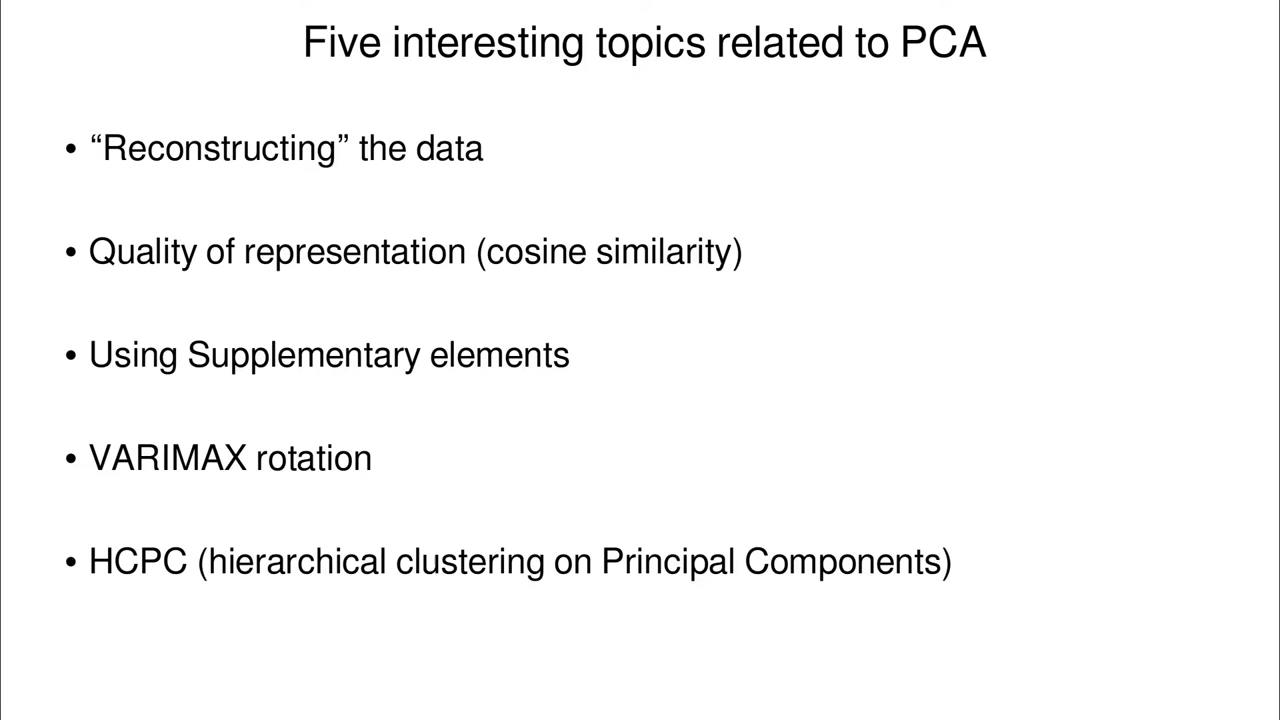 Five interesting topics related to PCA
• “Reconstructing” the data
• Quality of representation (cosine similarity)
• Using Supplementary elements
• VARIMAX rotation
• HCPC (hierarchical clustering on Principal Components)